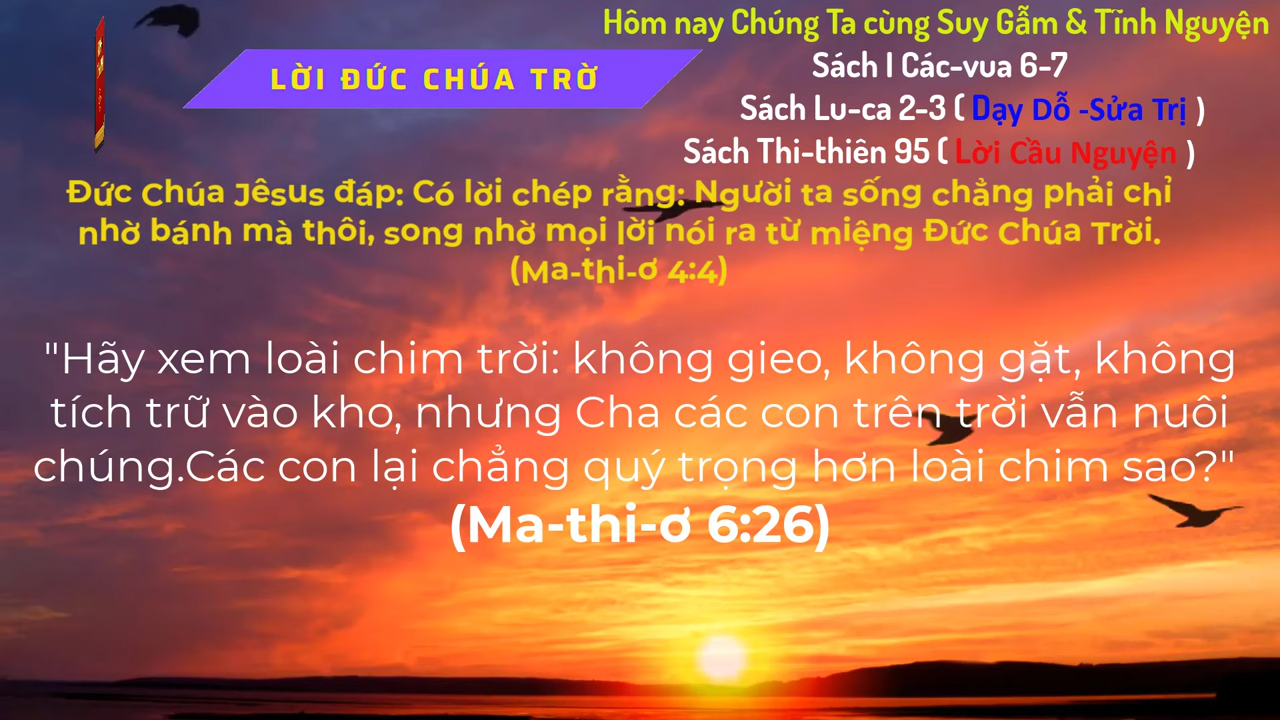 Hôm nay Chúng Ta cùng Suy Gẫm & Tĩnh Nguyện
LỜI ĐỨC CHÚA TRỜ
Sách I Các-vua 6-7
Sách Lu-ca 2-3 ( Dạy Dỗ -Sửa Trị )
Sách Thi-thiên 95 ( Lời Cầu Nguyện )
Đức Chúa Jêsus đáp: Có lời chép rằng: Người ta sống chẳng phải chỉ
nhờ bánh mà thôi, song nhờ mọi lời nói ra từ miệng Đức Chúa Trời.
(Ma-thi-ơ 4:4)
"Hãy xem loài chim trời: không gieo, không gặt, không
tích trữ vào kho, nhưng Cha các con trên trời vẫn nuôi
chúng.Các con lại chẳng quý trọng hơn loài chim sao?"
(Ma-thi-ơ 6:26)